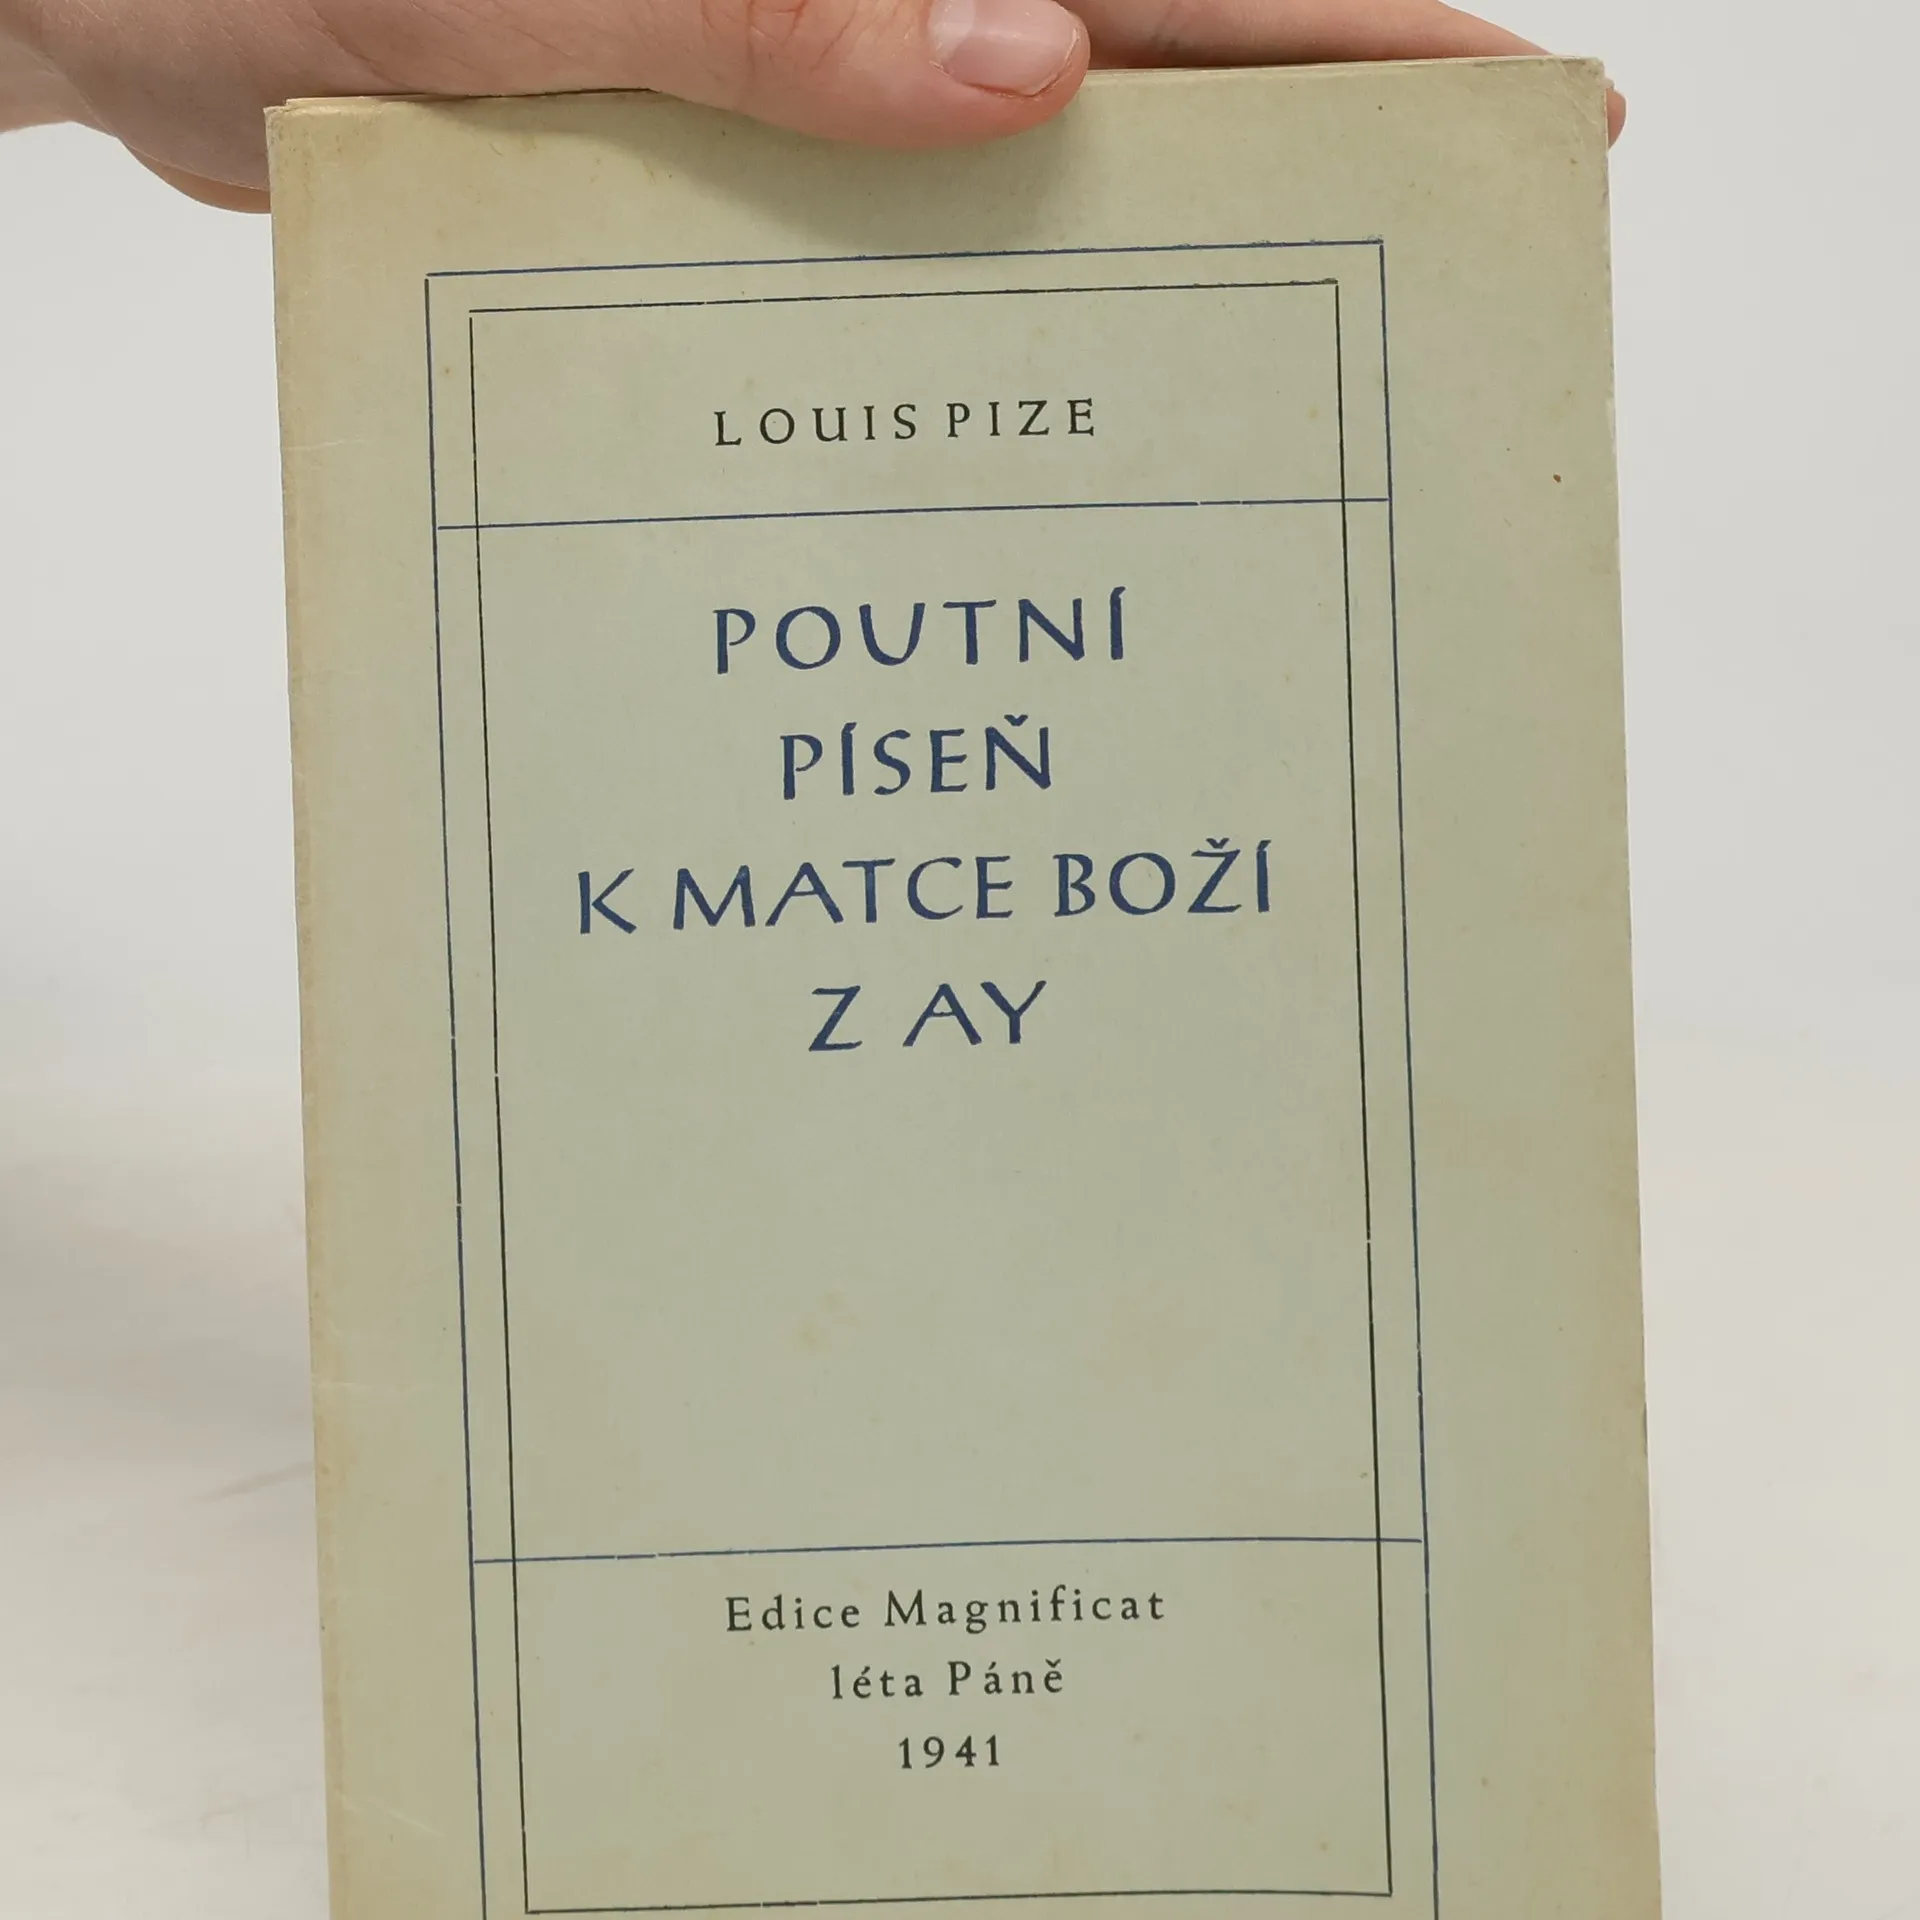 LOUIS PIZE
POUTNÍ
PÍSEŇ
K MATCE BOŽÍ
Z AY
Edice Magnificat
léta Páně
1941